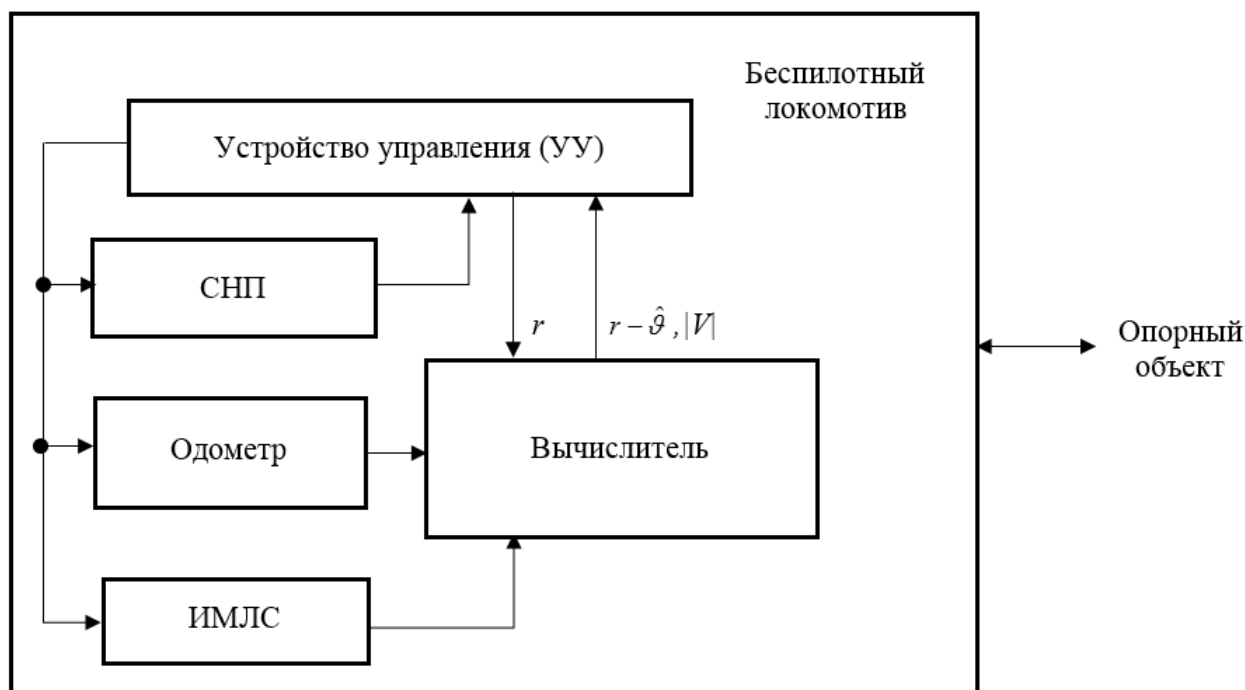 Беспилотный
локомотив
Устройство управления (УУ)
СНП
r
r – ϑ̂ , |V|
Опорный
объект
Одометр
Вычислитель
ИМЛС